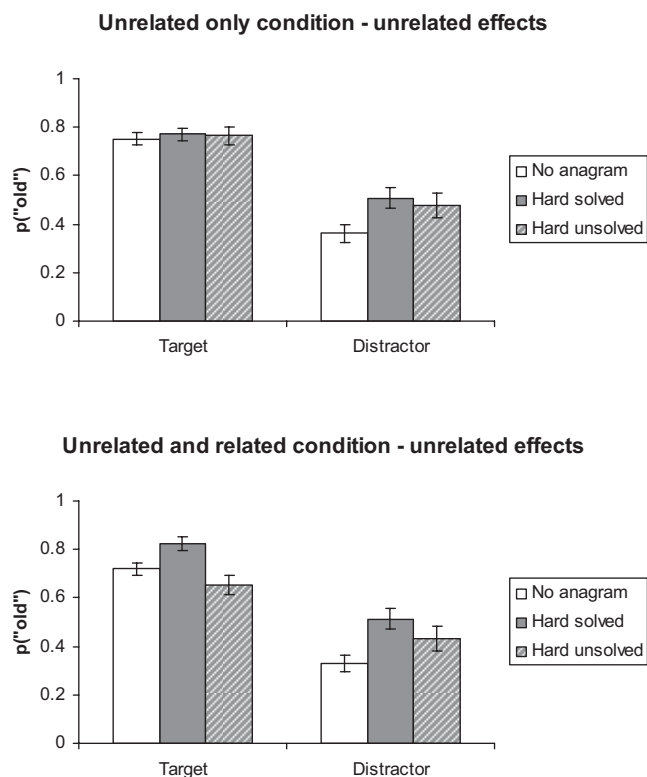 Unrelated only condition - unrelated effects
1
0.8
0.6
0.4
0.2
0
p("old")
Target
Distractor
No anagram
Hard solved
Hard unsolved
Unrelated and related condition - unrelated effects
1
0.8
0.6
0.4
0.2
0
p("old")
Target
Distractor
No anagram
Hard solved
Hard unsolved